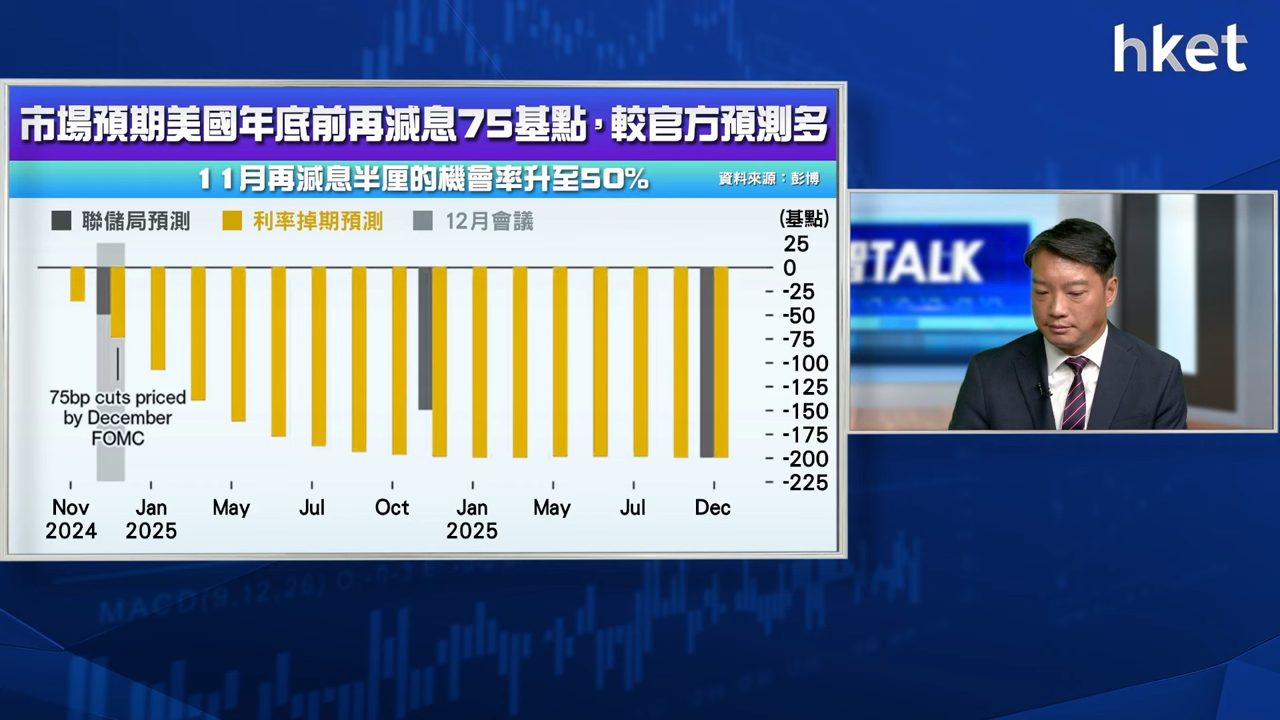 hket
市場預期美國年底前再減息75基點，較官方預測多
11月再減息半厘的機會率升至50%
資料來源：彭博
聯儲局預測
利率掉期預測
12月會議
(基點)
25
0
-25
-50
-75
-100
-125
-150
-175
-200
-225
75bp cuts priced
by December
FOMC
Nov Jan May Jul Oct Jan May Jul Dec
2024 2025 2025
TALK
MACD(9,12,26)